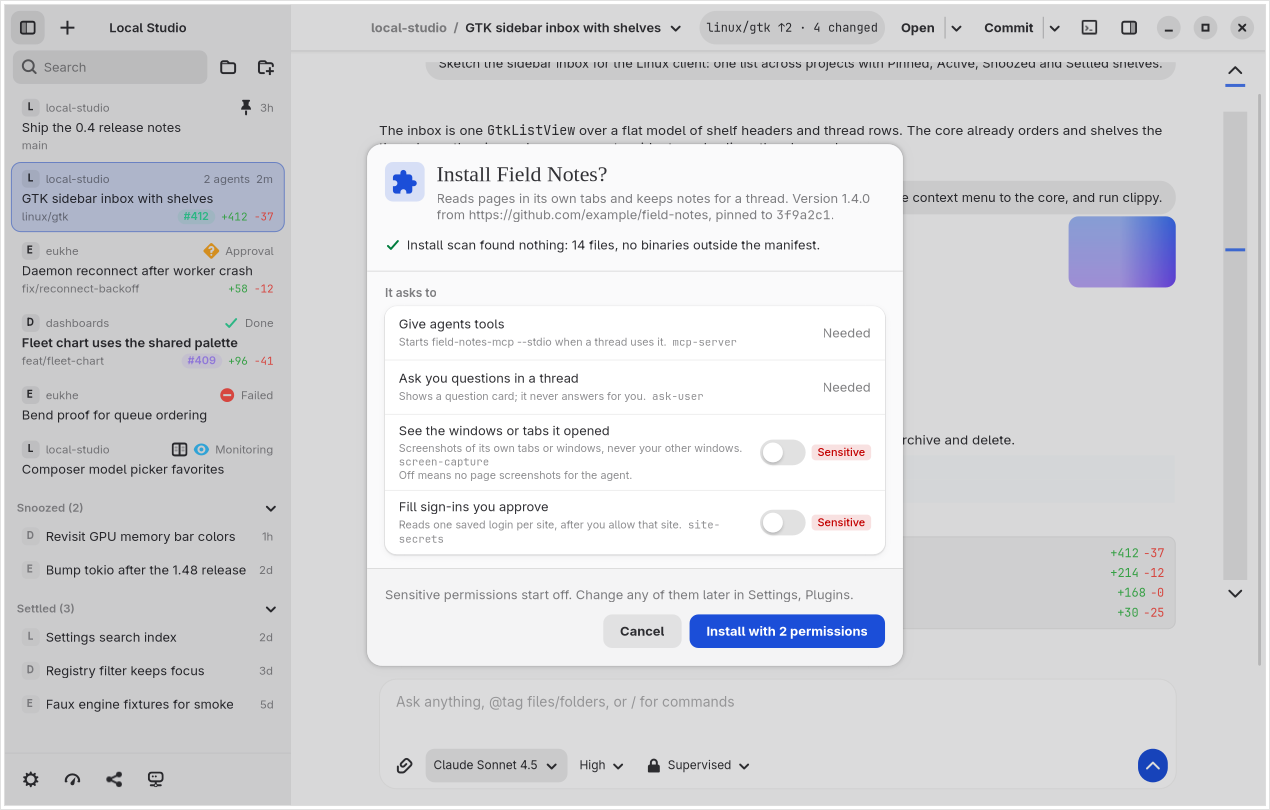 Local Studio
local-studio / GTK sidebar inbox with shelves
linux/gtk ↑2 · 4 changed
Open
Commit
Search
L local-studio 3h
Ship the 0.4 release notes
main
L local-studio 2 agents 2m
GTK sidebar inbox with shelves
linux/gtk #412 +412 -37
E eukhe Approval
Daemon reconnect after worker crash
fix/reconnect-backoff +58 -12
D dashboards Done
Fleet chart uses the shared palette
feat/fleet-chart #409 +96 -41
E eukhe Failed
Bend proof for queue ordering
L local-studio Monitoring
Composer model picker favorites
Snoozed (2)
D Revisit GPU memory bar colors 1h
E Bump tokio after the 1.48 release 2d
Settled (3)
L Settings search index 2d
D Registry filter keeps focus 3d
E Faux engine fixtures for smoke 5d
Sketch the sidebar inbox for the Linux client: one list across projects with Pinned, Active, Snoozed and Settled shelves.
The inbox is one GtkListView over a flat model of shelf headers and thread rows. The core already orders and shelves the
e context menu to the core, and run clippy.
rchive and delete.
+412 -37
+214 -12
+168 -0
+30 -25
Install Field Notes?
Reads pages in its own tabs and keeps notes for a thread. Version 1.4.0
from https://github.com/example/field-notes, pinned to 3f9a2c1.
Install scan found nothing: 14 files, no binaries outside the manifest.
It asks to
Give agents tools
Starts field-notes-mcp --stdio when a thread uses it. mcp-server
Needed
Ask you questions in a thread
Shows a question card; it never answers for you. ask-user
Needed
See the windows or tabs it opened
Screenshots of its own tabs or windows, never your other windows.
screen-capture
Off means no page screenshots for the agent.
Sensitive
Fill sign-ins you approve
Reads one saved login per site, after you allow that site. site-
secrets
Sensitive
Sensitive permissions start off. Change any of them later in Settings, Plugins.
Cancel
Install with 2 permissions
Ask anything, @tag files/folders, or / for commands
Claude Sonnet 4.5
High
Supervised